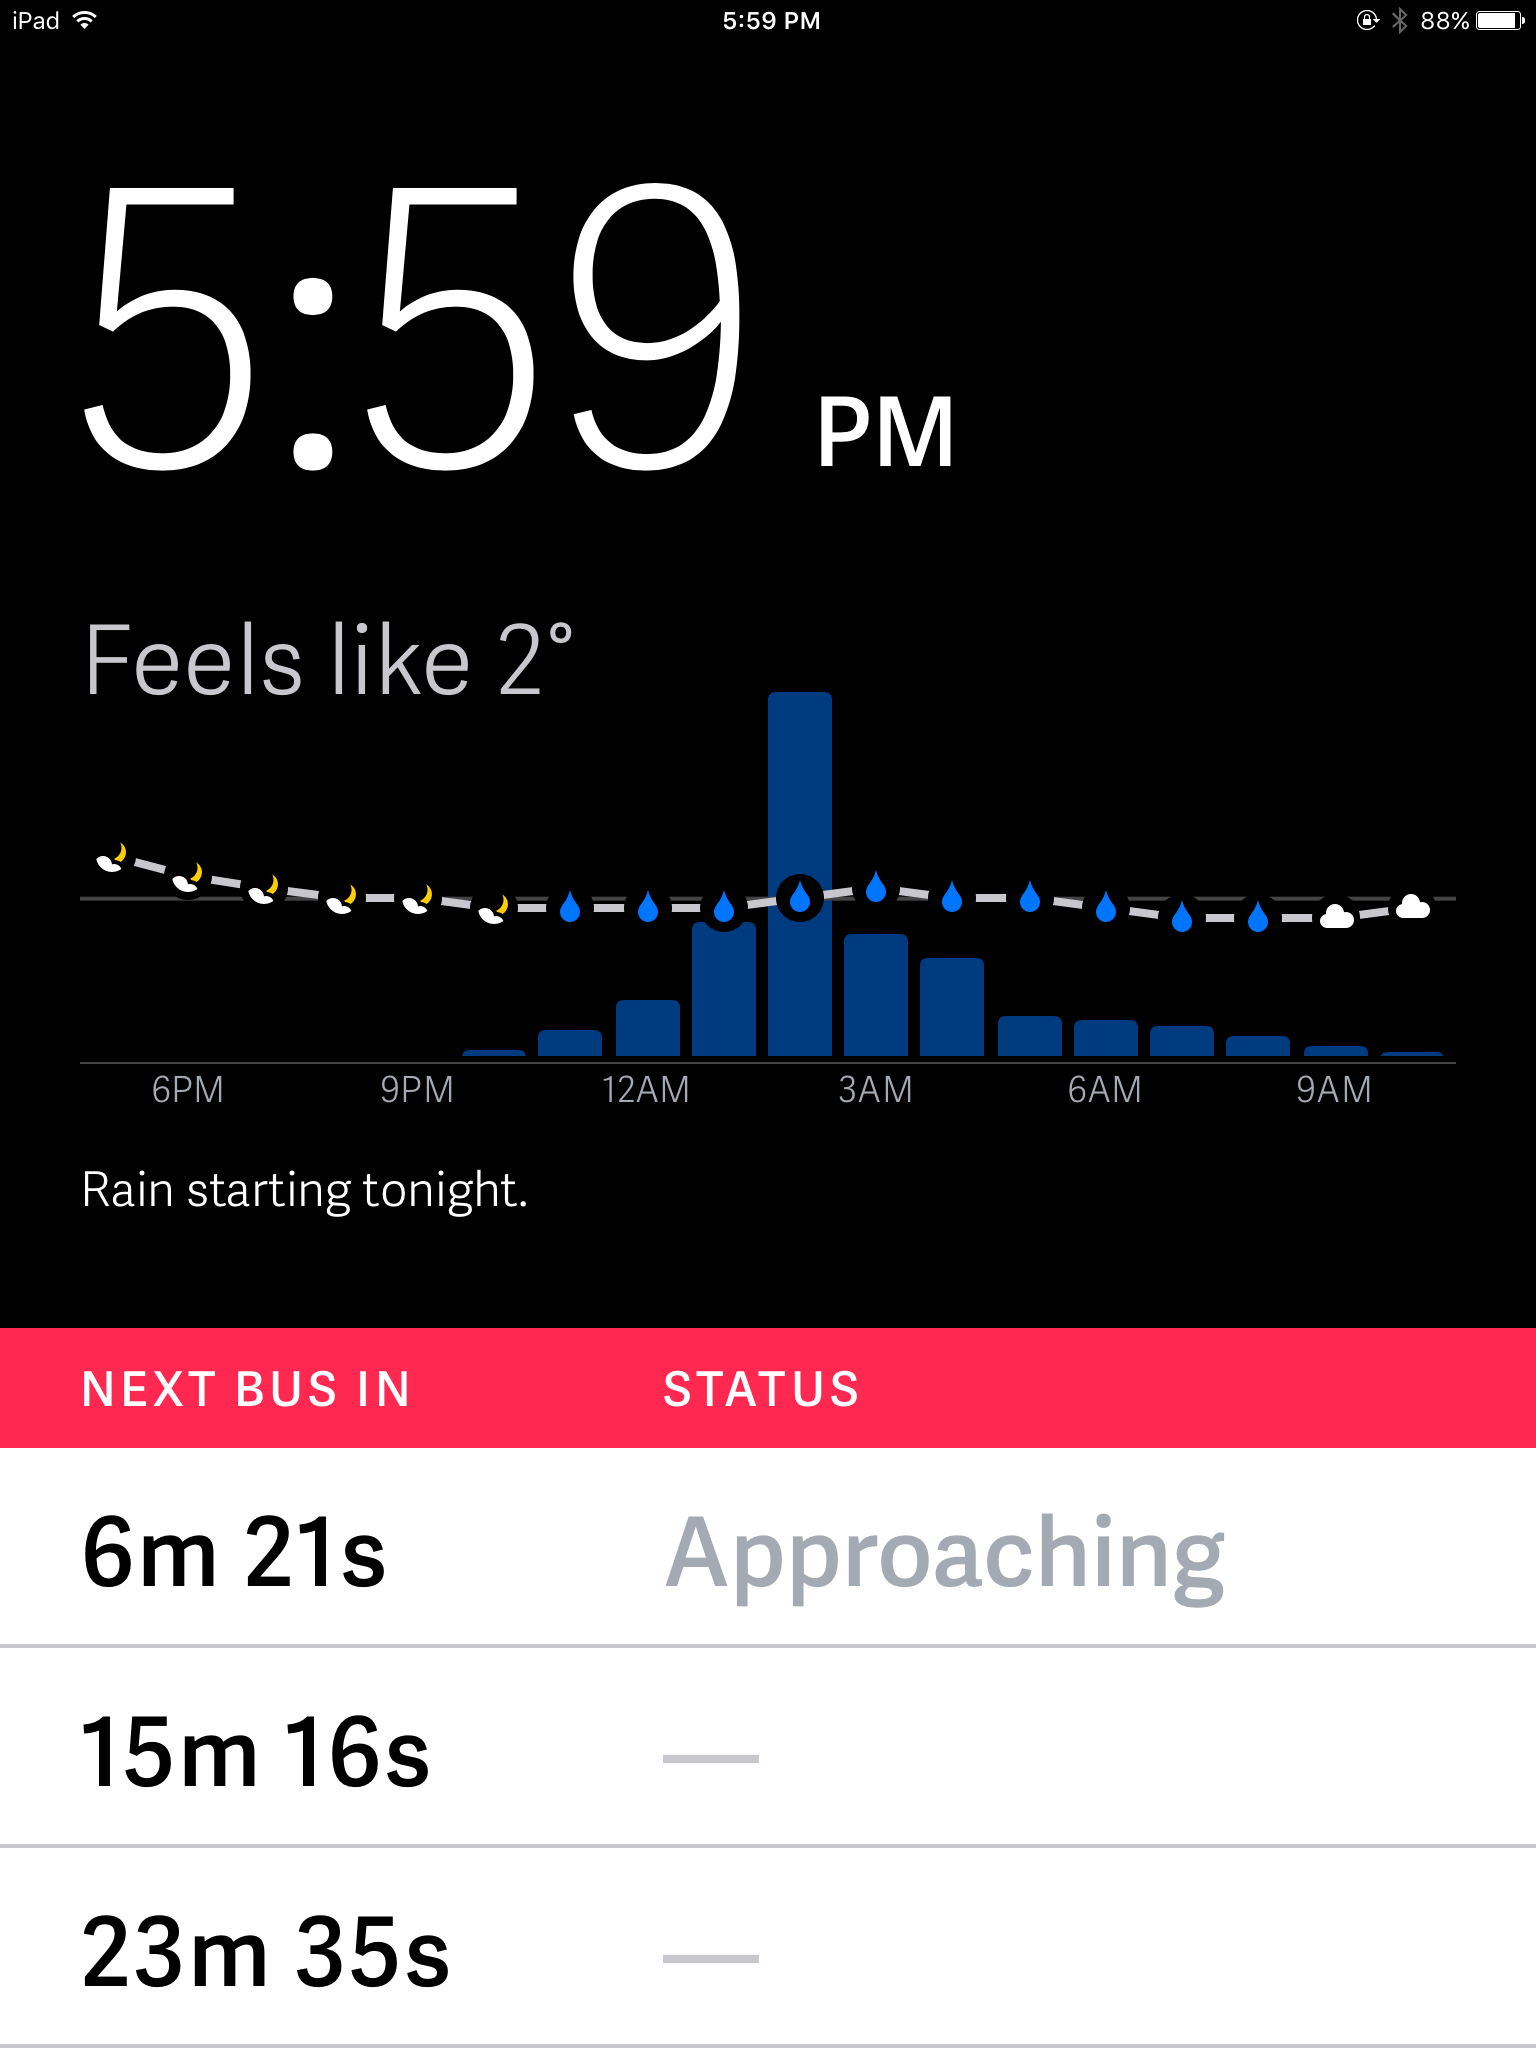 iPad 5:59 PM 88%
5:59 PM
Feels like 2°
6PM 9PM 12AM 3AM 6AM 9AM
Rain starting tonight.
NEXT BUS IN STATUS
6m 21s Approaching
15m 16s —
23m 35s —